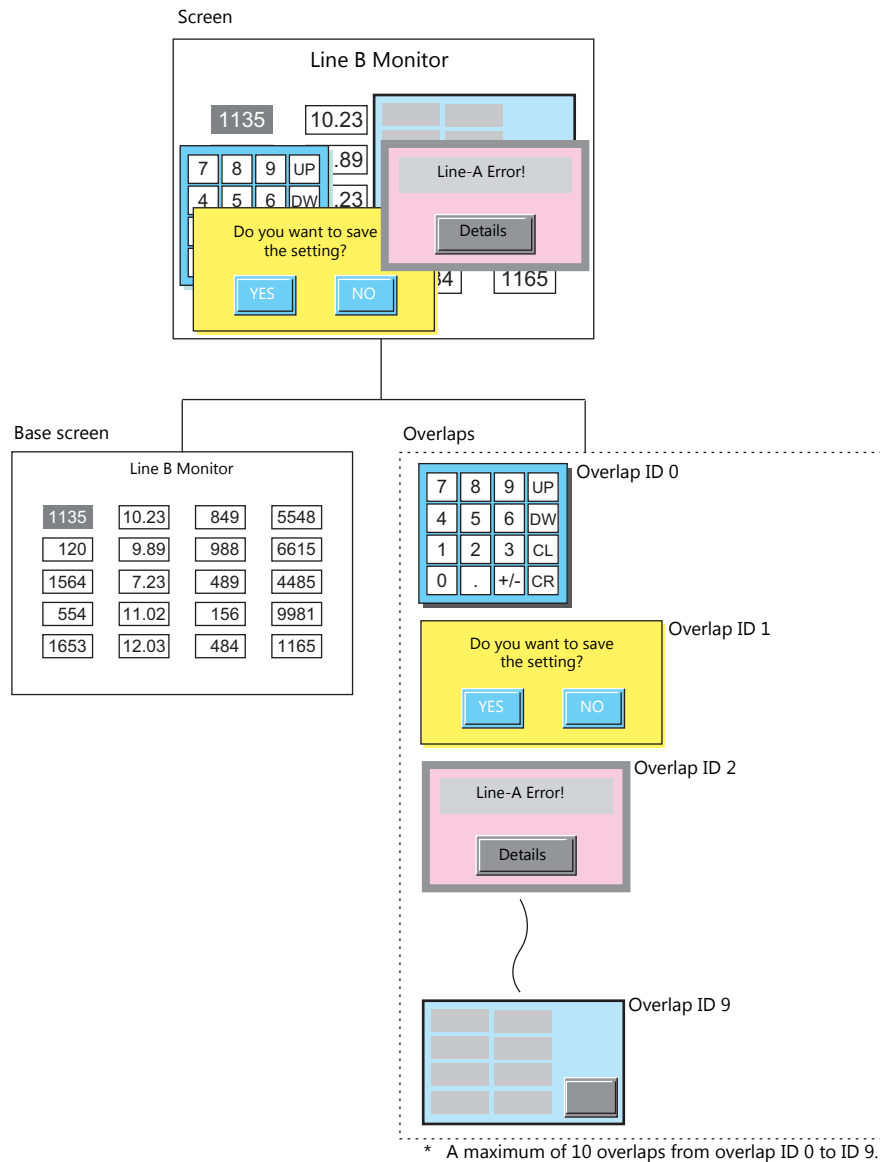 Screen
Line B Monitor
1135 10.23
7 8 9 UP .89
4 5 6 DW .23
Line-A Error!
Details
Do you want to save
the setting?
YES NO
34 1165
Base screen
Line B Monitor
1135 10.23 849 5548
120 9.89 988 6615
1564 7.23 489 4485
554 11.02 156 9981
1653 12.03 484 1165
Overlaps
Overlap ID 0
7 8 9 UP
4 5 6 DW
1 2 3 CL
0 . +/- CR
Overlap ID 1
Do you want to save
the setting?
YES NO
Overlap ID 2
Line-A Error!
Details
Overlap ID 9
* A maximum of 10 overlaps from overlap ID 0 to ID 9.